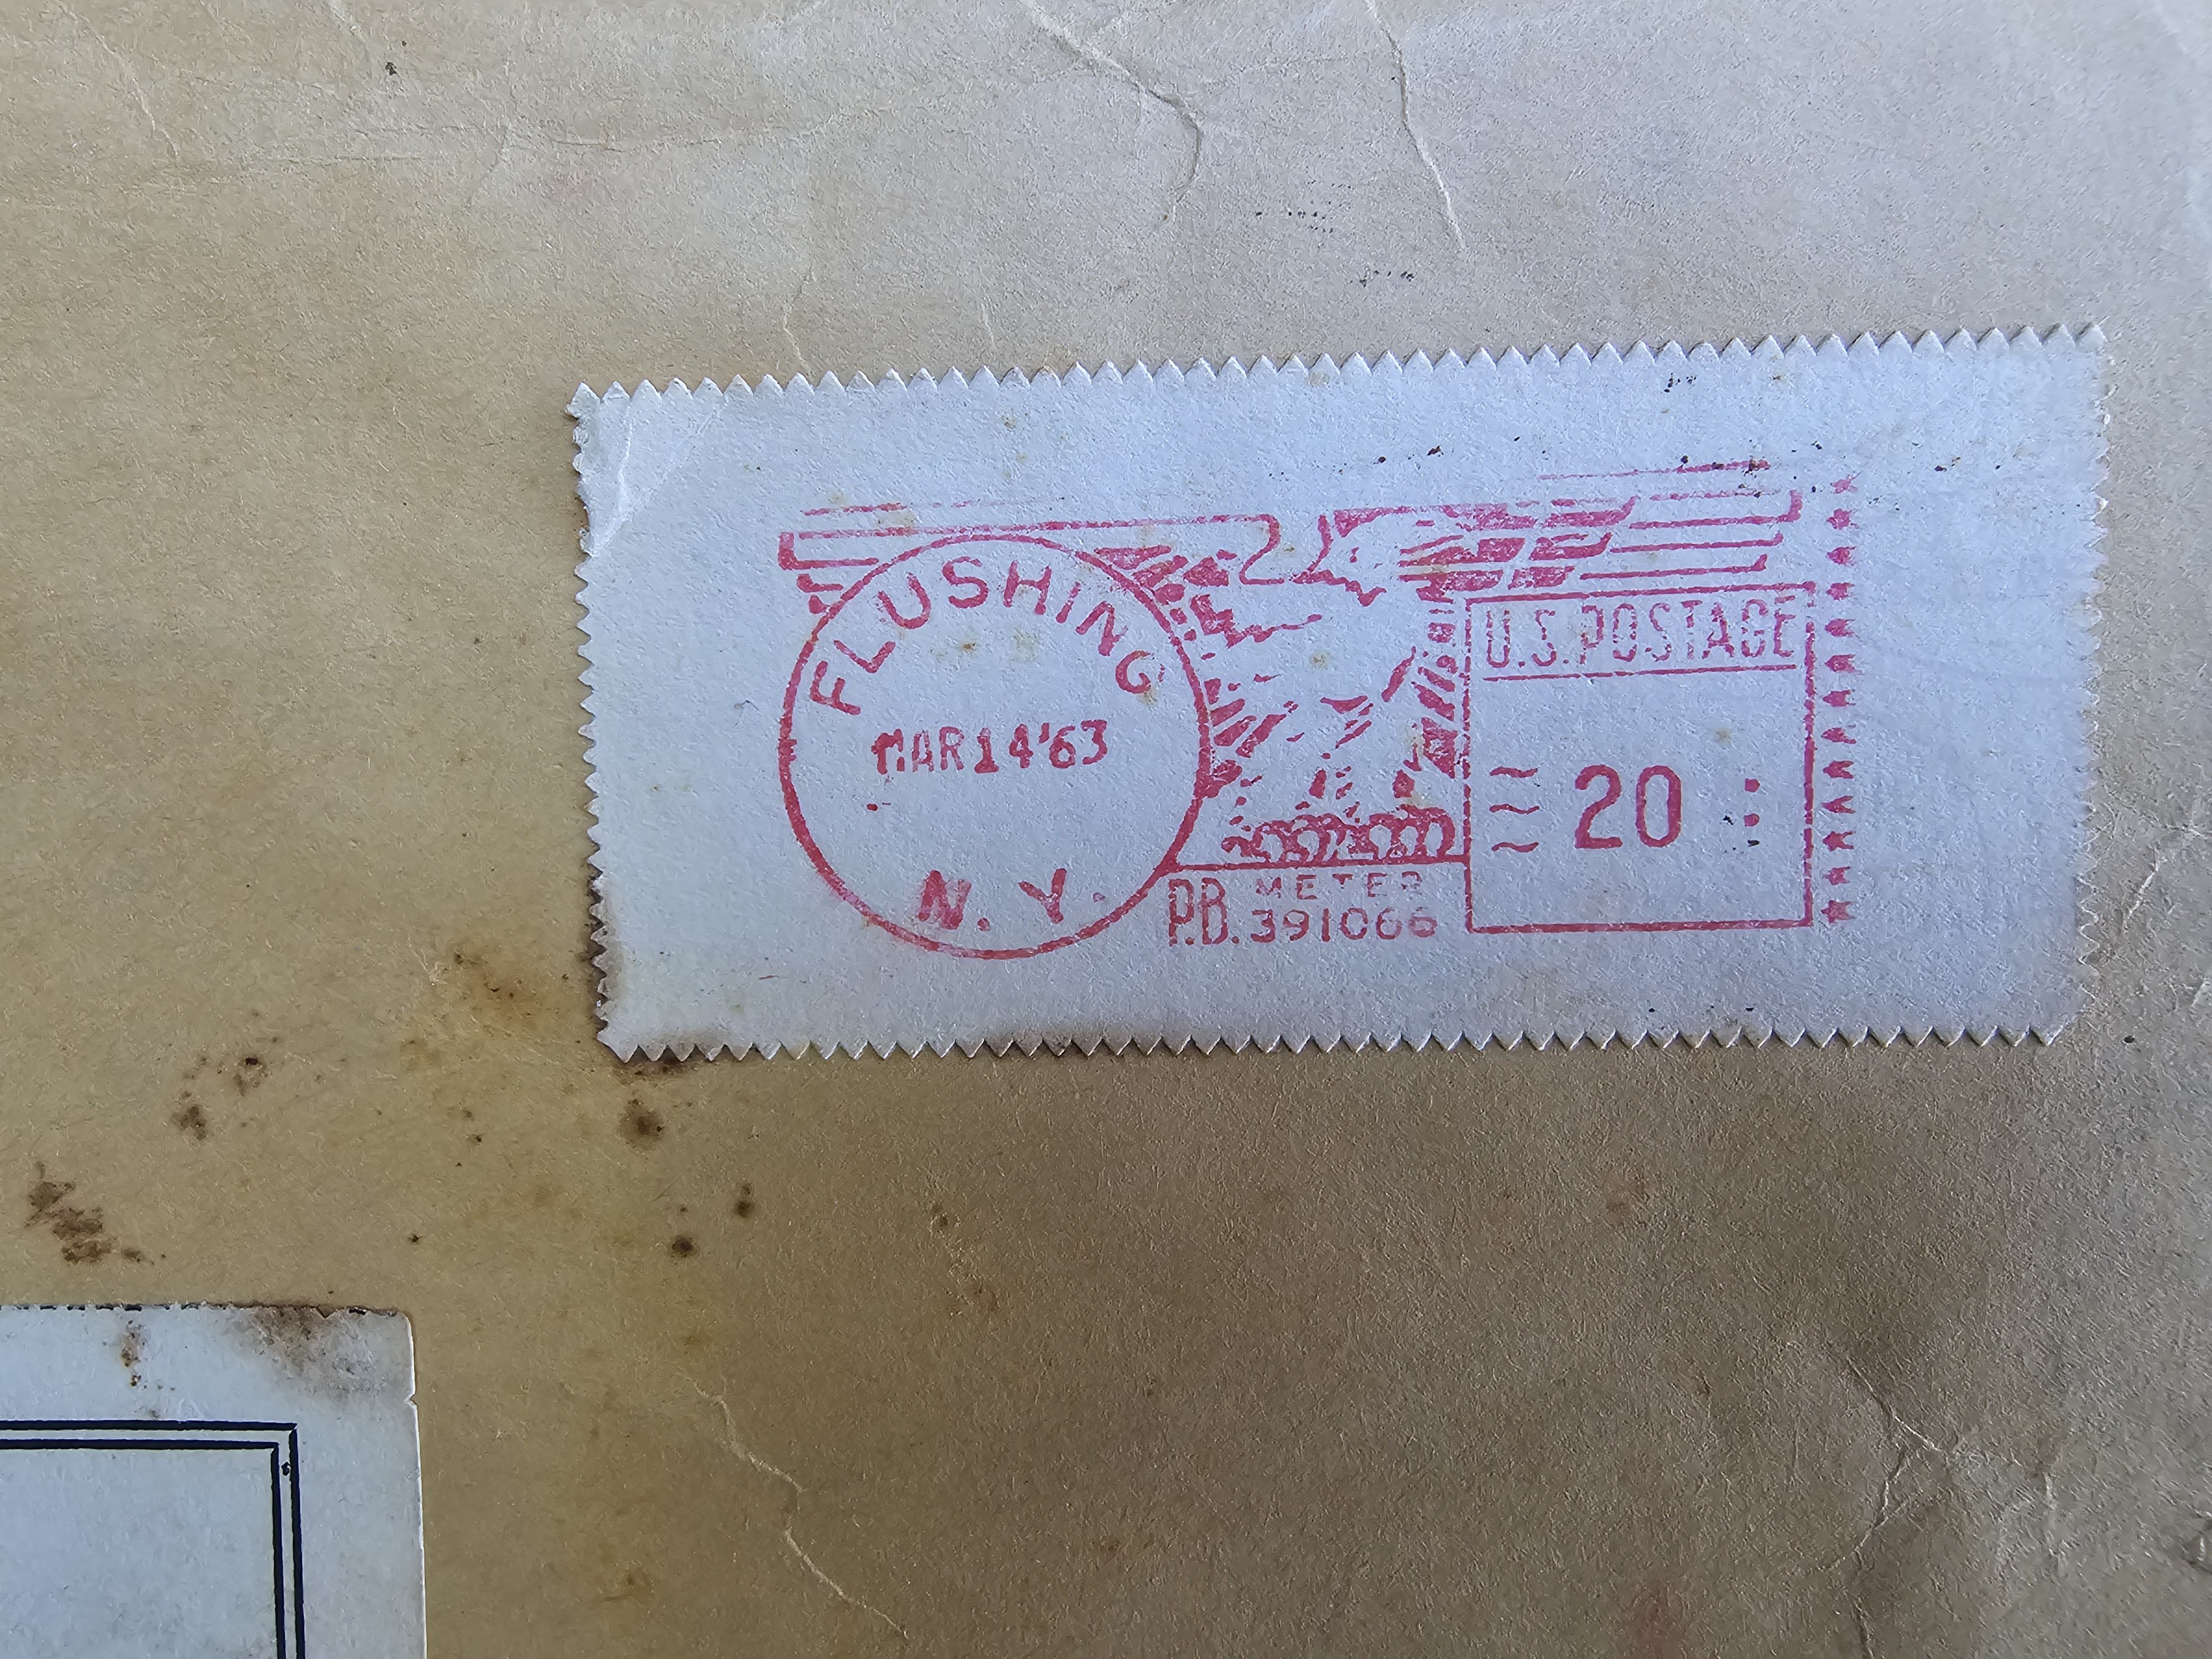 FLUSHING
MAR 14 '63
N. Y.
P.B. METER
391066
U.S. POSTAGE
20